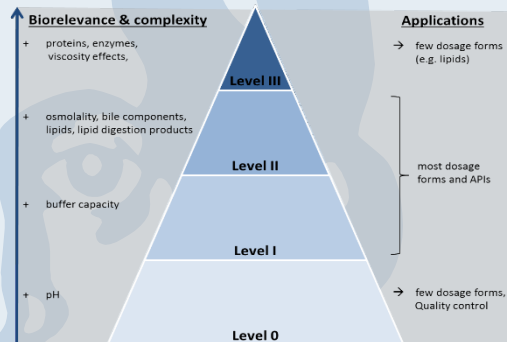 Biorelevance & complexity
Applications
+ proteins, enzymes,
viscosity effects,
→ few dosage forms
(e.g. lipids)
Level III
+ osmolality, bile components,
lipids, lipid digestion products
Level II
most dosage
forms and APIs
+ buffer capacity
Level I
+ pH
→ few dosage forms,
Quality control
Level 0